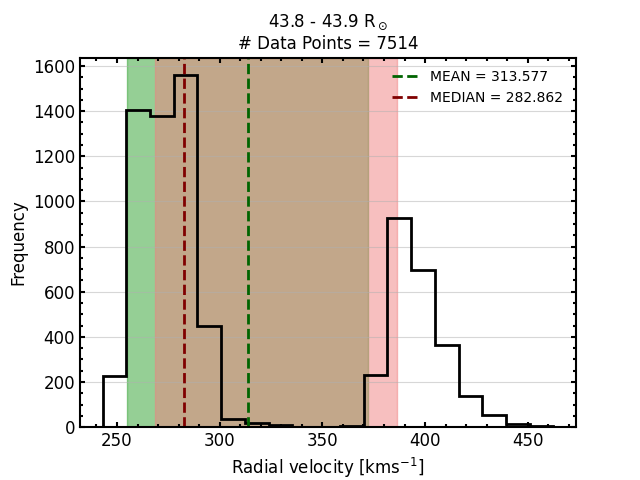 43.8 - 43.9 R⊙
# Data Points = 7514
MEAN = 313.577
MEDIAN = 282.862
1600
1400
1200
1000
800
600
400
200
0
Frequency
250 300 350 400 450
Radial velocity [kms⁻¹]